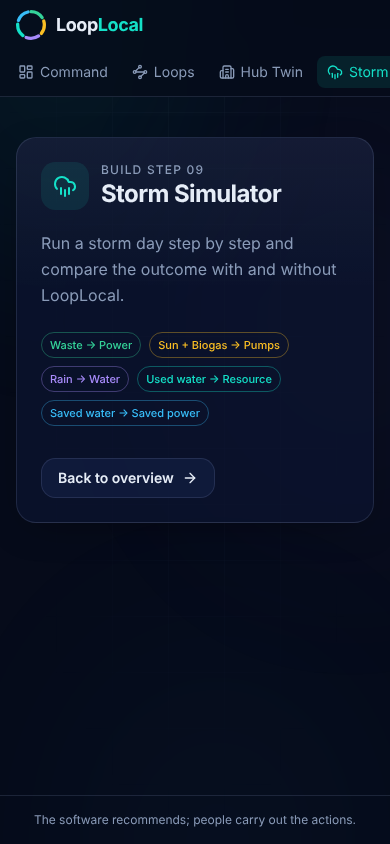 LoopLocal
Command Loops Hub Twin Storm
BUILD STEP 09
Storm Simulator
Run a storm day step by step and
compare the outcome with and without
LoopLocal.
Waste → Power Sun + Biogas → Pumps
Rain → Water Used water → Resource
Saved water → Saved power
Back to overview →
The software recommends; people carry out the actions.